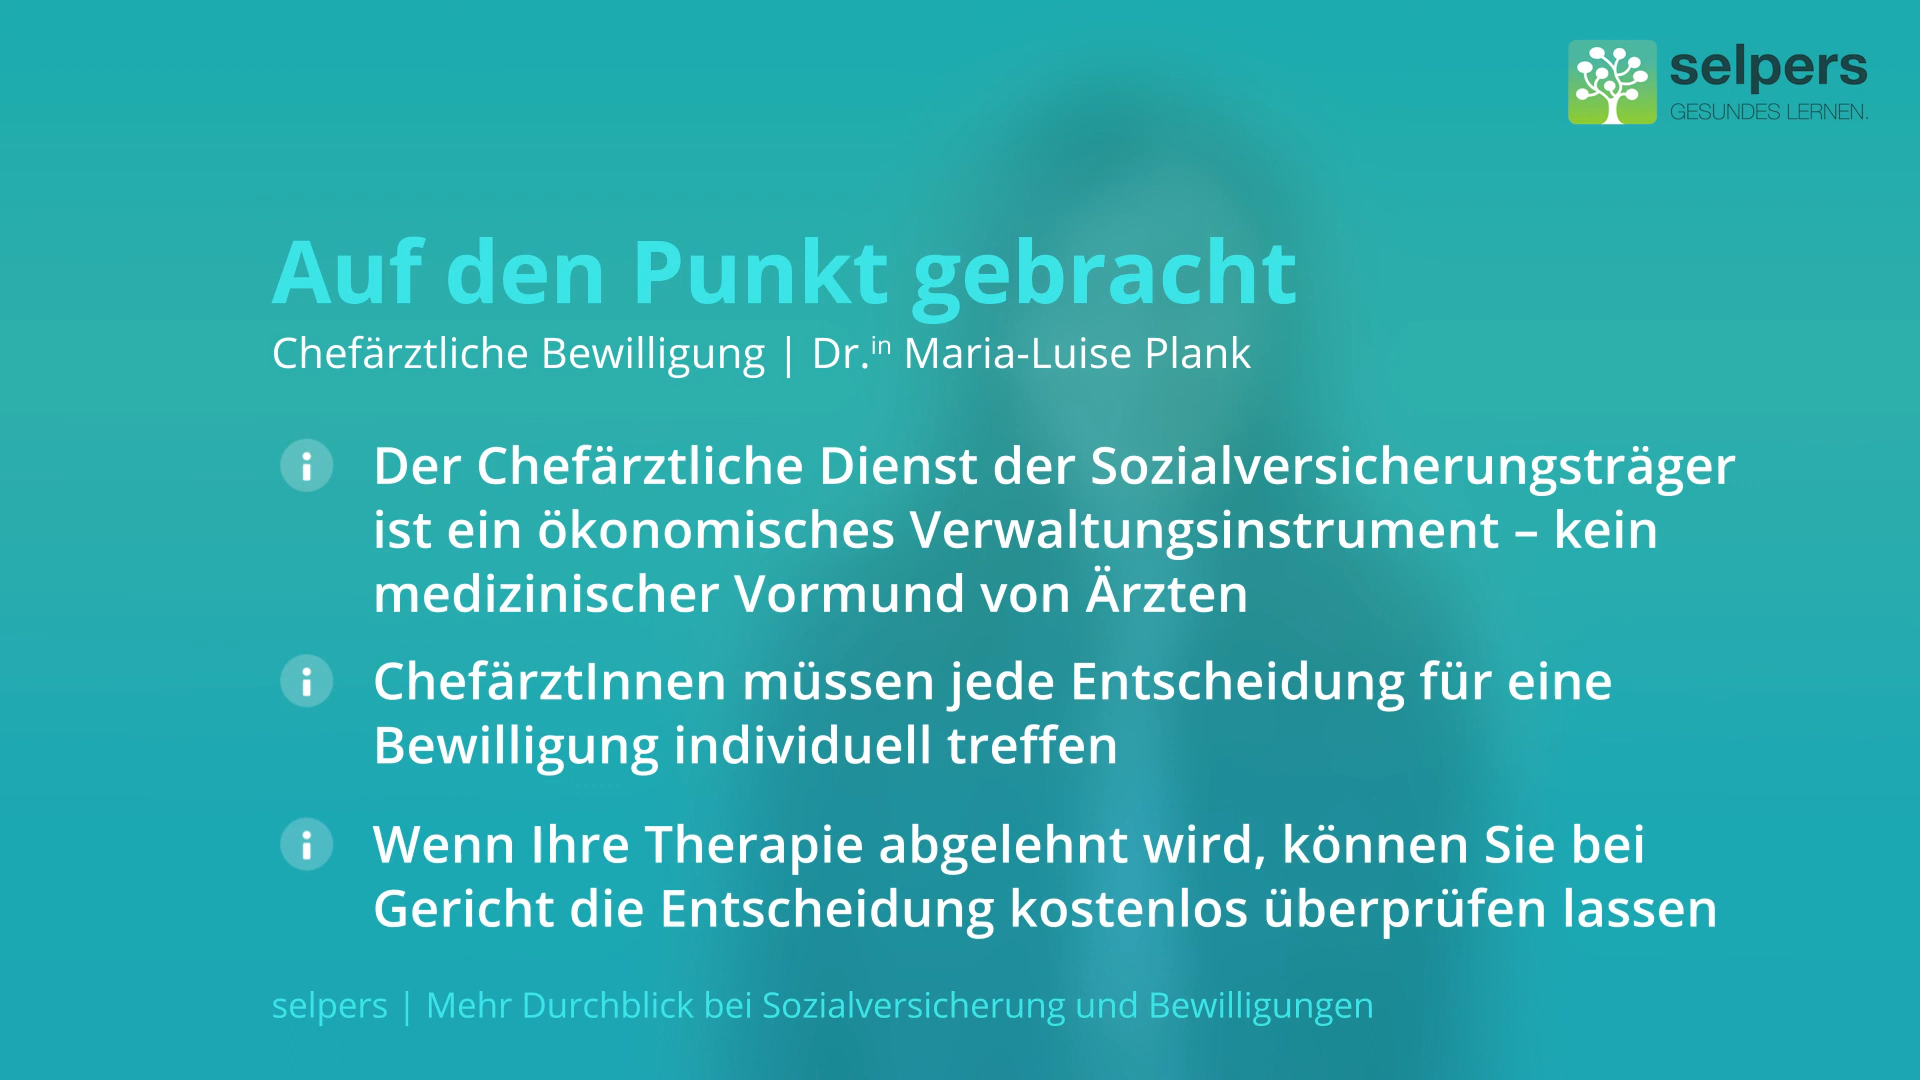 selpers
GESUNDES LERNEN.
Auf den Punkt gebracht
Chefärztliche Bewilligung | Dr.in Maria-Luise Plank
Der Chefärztliche Dienst der Sozialversicherungsträger
ist ein ökonomisches Verwaltungsinstrument – kein
medizinischer Vormund von Ärzten
ChefärztInnen müssen jede Entscheidung für eine
Bewilligung individuell treffen
Wenn Ihre Therapie abgelehnt wird, können Sie bei
Gericht die Entscheidung kostenlos überprüfen lassen
selpers | Mehr Durchblick bei Sozialversicherung und Bewilligungen